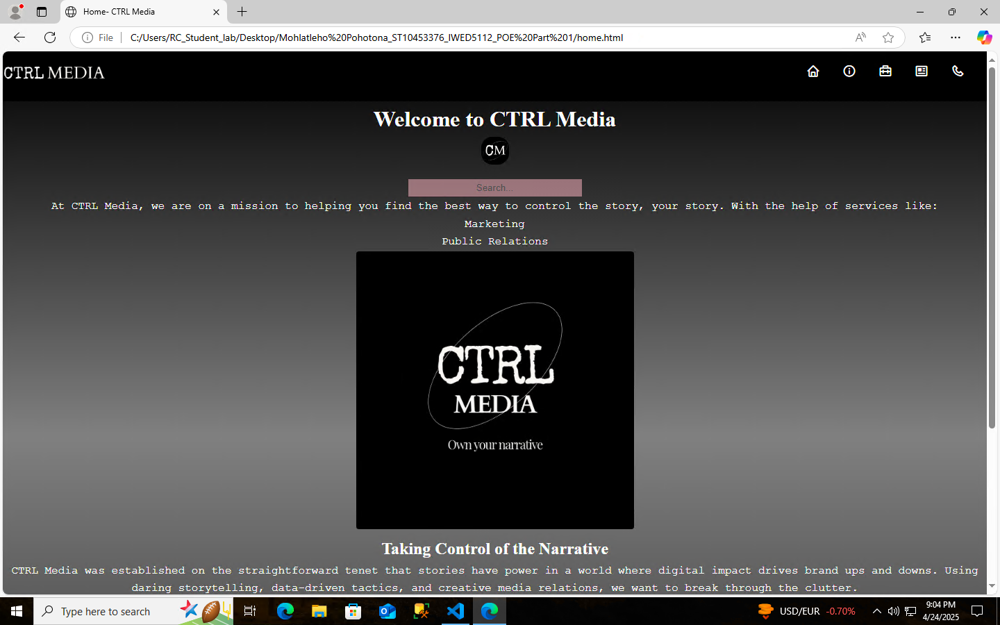 Home- CTRL Media
File
C:/Users/RC_Student_lab/Desktop/Mohlatleho%20Pohotona_ST10453376_IWED5112_POE%20Part%201/home.html
CTRL MEDIA
Welcome to CTRL Media
CM
Search...
At CTRL Media, we are on a mission to helping you find the best way to control the story, your story. With the help of services like:
Marketing
Public Relations
CTRL
MEDIA
Own your narrative
Taking Control of the Narrative
CTRL Media was established on the straightforward tenet that stories have power in a world where digital impact drives brand ups and downs. Using
daring storytelling, data-driven tactics, and creative media relations, we want to break through the clutter.
Type here to search
USD/EUR -0.70%
9:04 PM
4/24/2025